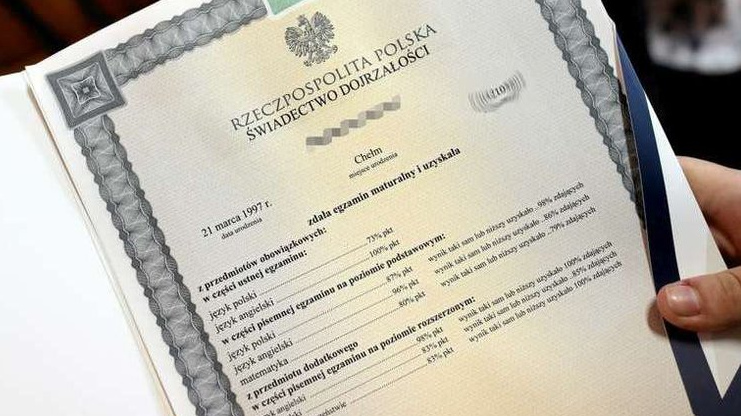 RZECZPOSPOLITA POLSKA
ŚWIADECTWO DOJRZAŁOŚCI
Chełm
miejsce urodzenia
21 marca 1997 r.
data urodzenia
zdała egzamin maturalny i uzyskała
z przedmiotów obowiązkowych:
w części ustnej egzaminu:
język polski 73% pkt
język angielski 100% pkt
w części pisemnej egzaminu na poziomie podstawowym:
język polski 87% pkt wynik taki sam lub niższy uzyskało ..98% zdających
język angielski 96% pkt wynik taki sam lub niższy uzyskało ..86% zdających
matematyka 80% pkt wynik taki sam lub niższy uzyskało ..79% zdających
z przedmiotu dodatkowego
w części pisemnej egzaminu na poziomie rozszerzonym:
język angielski 98% pkt wynik taki sam lub niższy uzyskało 100% zdających
83% pkt wynik taki sam lub niższy uzyskało ..85% zdających
83% pkt wynik taki sam lub niższy uzyskało 100% zdających